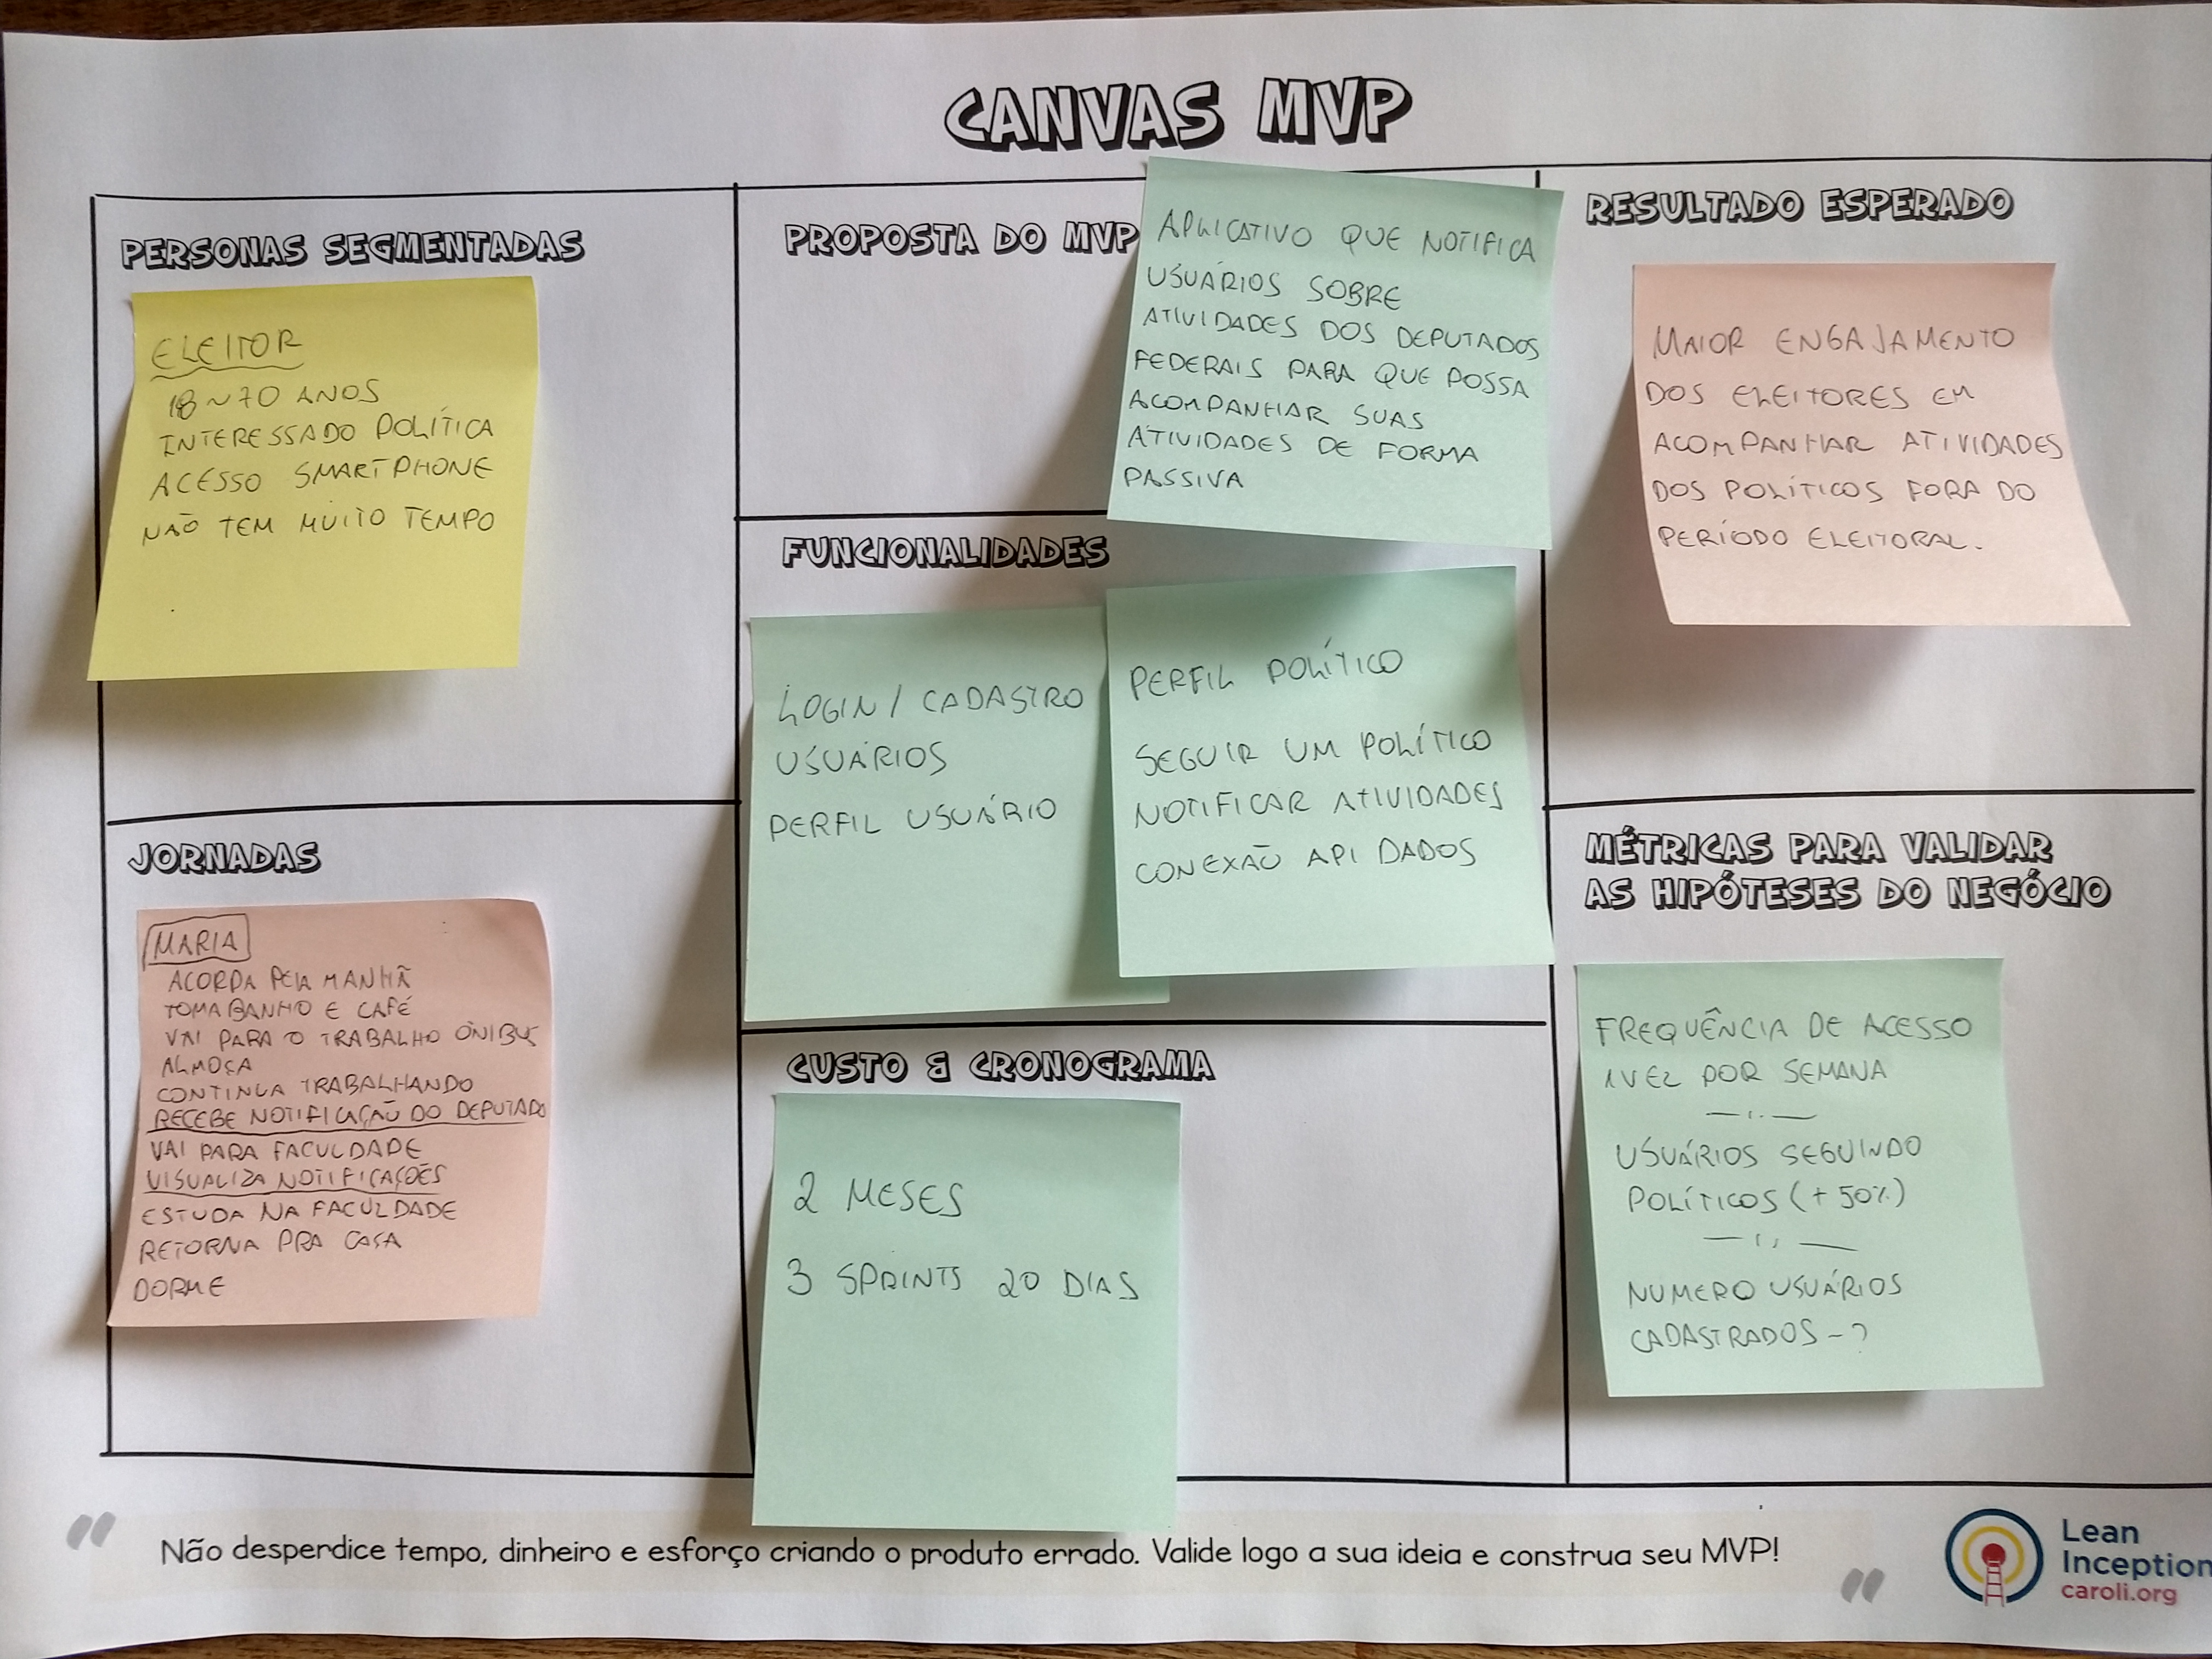 CANVAS MVP
PERSONAS SEGMENTADAS
ELEITOR
18 ~ 70 ANOS
INTERESSADO POLÍTICA
ACESSO SMARTPHONE
NÃO TEM MUITO TEMPO
JORNADAS
MARIA
ACORDA PELA MANHÃ
TOMA BANHO E CAFÉ
VAI PARA O TRABALHO ÔNIBUS
ALMOÇA
CONTINUA TRABALHANDO
RECEBE NOTIFICAÇÃO DO DEPUTADO
VAI PARA FACULDADE
VISUALIZA NOTIFICAÇÕES
ESTUDA NA FACULDADE
RETORNA PRA CASA
DORME
PROPOSTA DO MVP
APLICATIVO QUE NOTIFICA
USUÁRIOS SOBRE
ATIVIDADES DOS DEPUTADOS
FEDERAIS PARA QUE POSSA
ACOMPANHAR SUAS
ATIVIDADES DE FORMA
PASSIVA
FUNCIONALIDADES
LOGIN / CADASTRO
USUÁRIOS
PERFIL USUÁRIO
PERFIL POLÍTICO
SEGUIR UM POLÍTICO
NOTIFICAR ATIVIDADES
CONEXÃO API DADOS
CUSTO & CRONOGRAMA
2 MESES
3 SPRINTS 20 DIAS
RESULTADO ESPERADO
MAIOR ENGAJAMENTO
DOS ELEITORES EM
ACOMPANHAR ATIVIDADES
DOS POLÍTICOS FORA DO
PERÍODO ELEITORAL.
MÉTRICAS PARA VALIDAR
AS HIPÓTESES DO NEGÓCIO
FREQUÊNCIA DE ACESSO
1 VEZ POR SEMANA
USUÁRIOS SEGUINDO
POLÍTICOS (+ 50%)
NUMERO USUÁRIOS
CADASTRADOS - ?
" Não desperdice tempo, dinheiro e esforço criando o produto errado. Valide logo a sua ideia e construa seu MVP! "
Lean
Inception
caroli.org